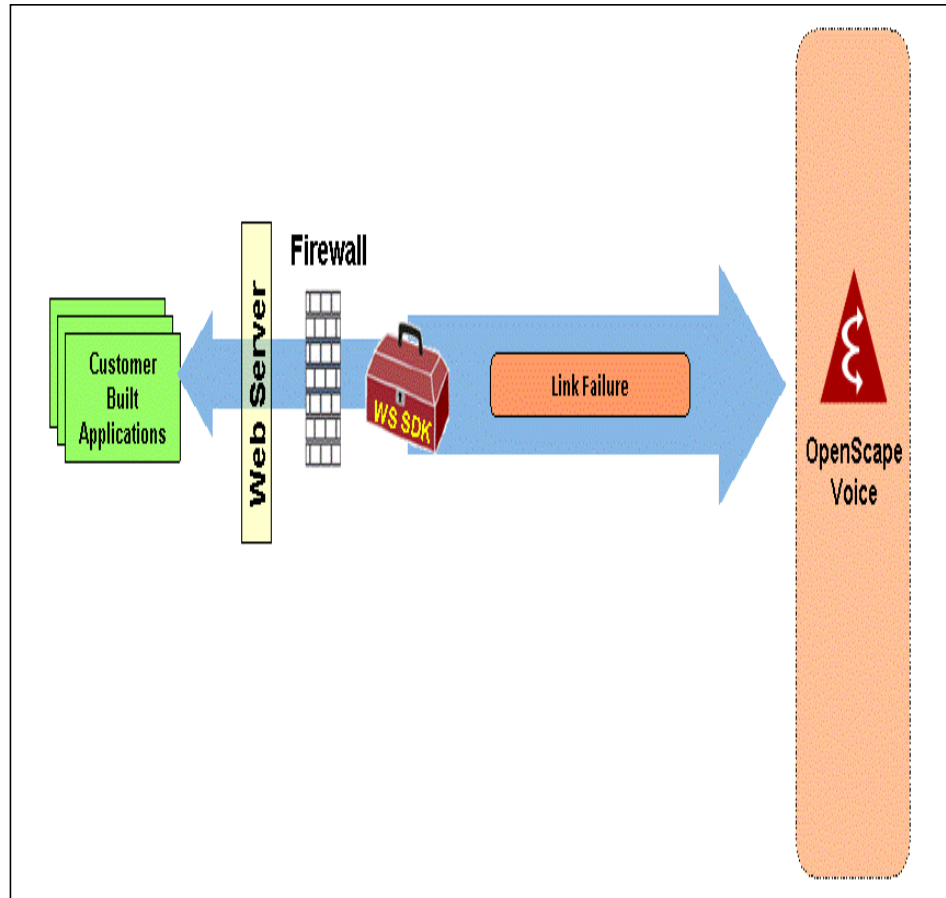 Customer
Built
Applications
Web Server
Firewall
WS SDK
Link Failure
OpenScape
Voice